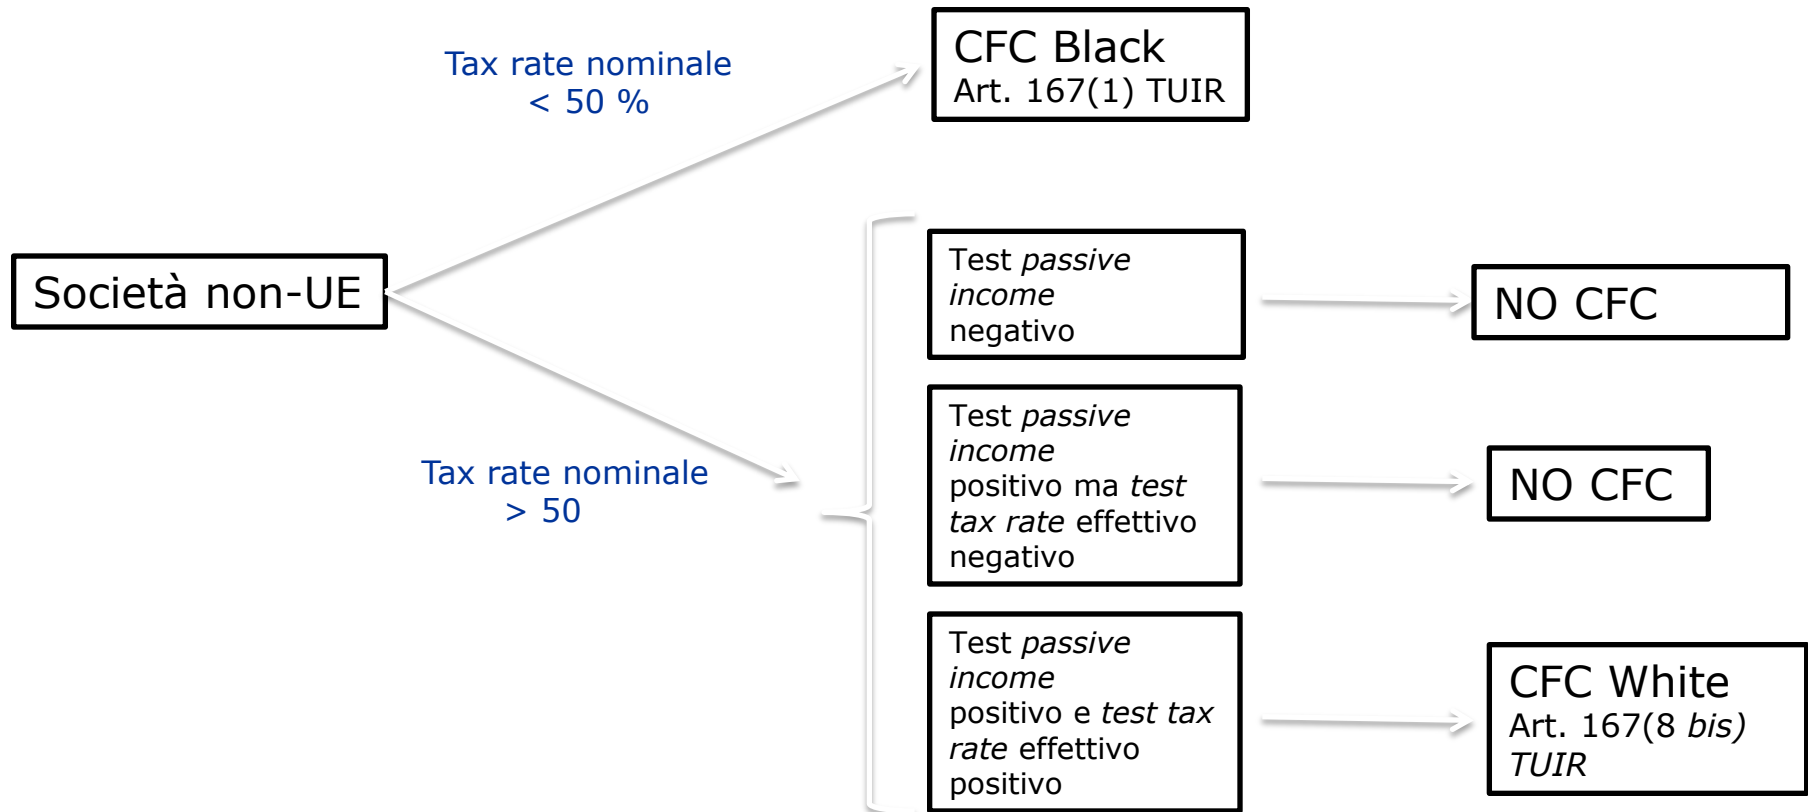 Tax rate nominale
< 50 %
CFC Black
Art. 167(1) TUIR
Società non-UE
Test passive
income
negativo
NO CFC
Test passive
income
positivo ma test
tax rate effettivo
negativo
NO CFC
Tax rate nominale
> 50
Test passive
income
positivo e test tax
rate effettivo
positivo
CFC White
Art. 167(8 bis)
TUIR